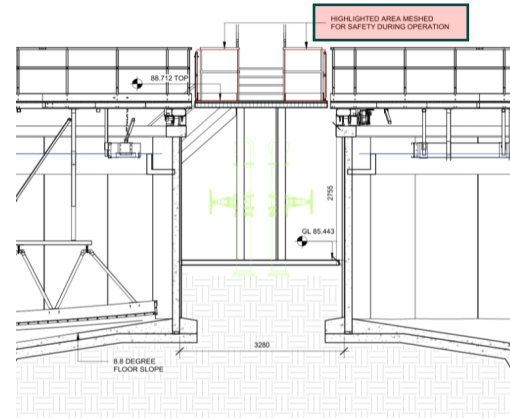 HIGHLIGHTED AREA MESHED
FOR SAFETY DURING OPERATION
88.712 TOP
2755
GL 85.443
3280
8.8 DEGREE
FLOOR SLOPE